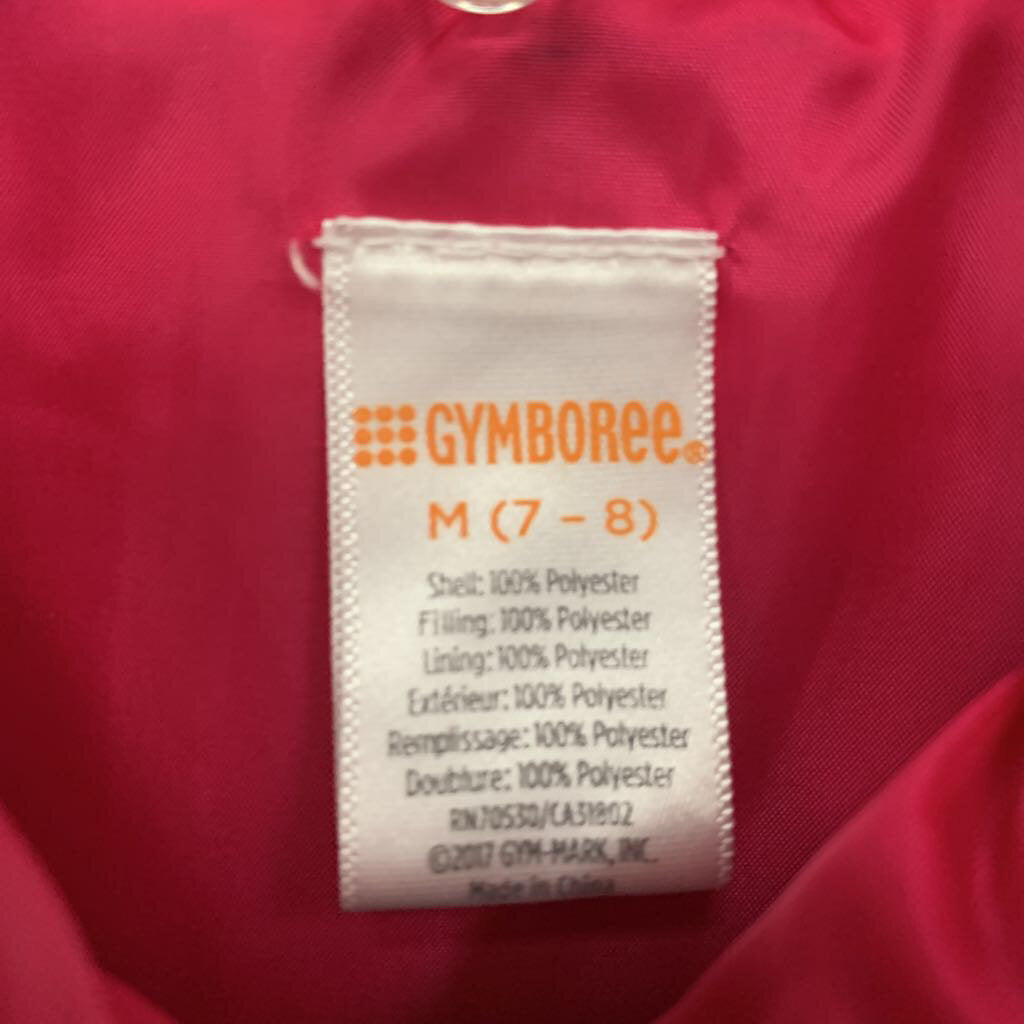 GYMBOREE®
M (7 - 8)
Shell: 100% Polyester
Filling: 100% Polyester
Lining: 100% Polyester
Extérieur: 100% Polyester
Remplissage: 100% Polyester
Doublure: 100% Polyester
RN70530/CA31802
©2017 GYM-MARK, INC.
Made in China